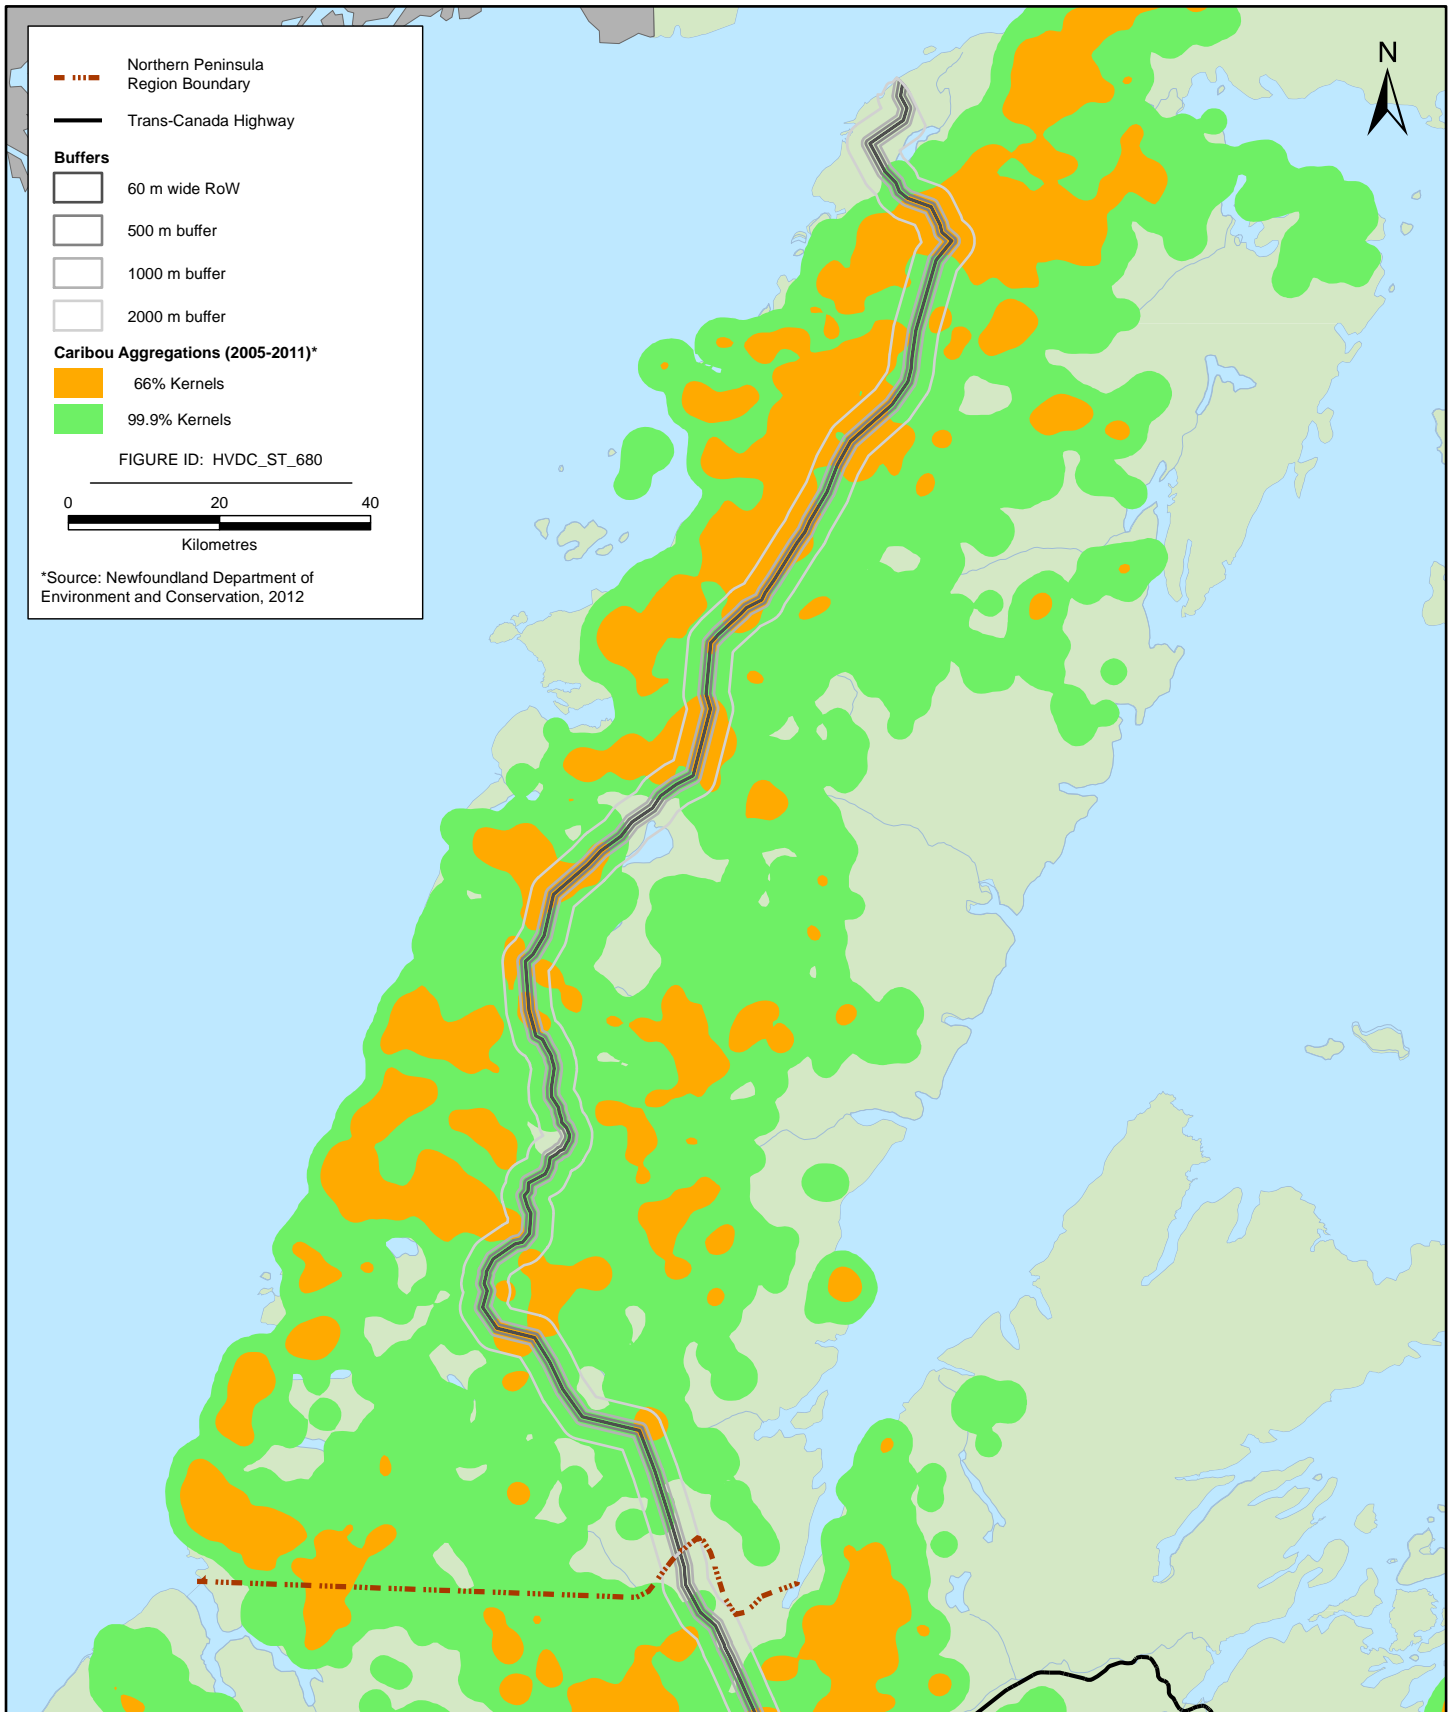 Northern Peninsula
Region Boundary
Trans-Canada Highway
Buffers
60 m wide RoW
500 m buffer
1000 m buffer
2000 m buffer
Caribou Aggregations (2005-2011)*
66% Kernels
99.9% Kernels
FIGURE ID: HVDC_ST_680
0 20 40
Kilometres
*Source: Newfoundland Department of
Environment and Conservation, 2012
N